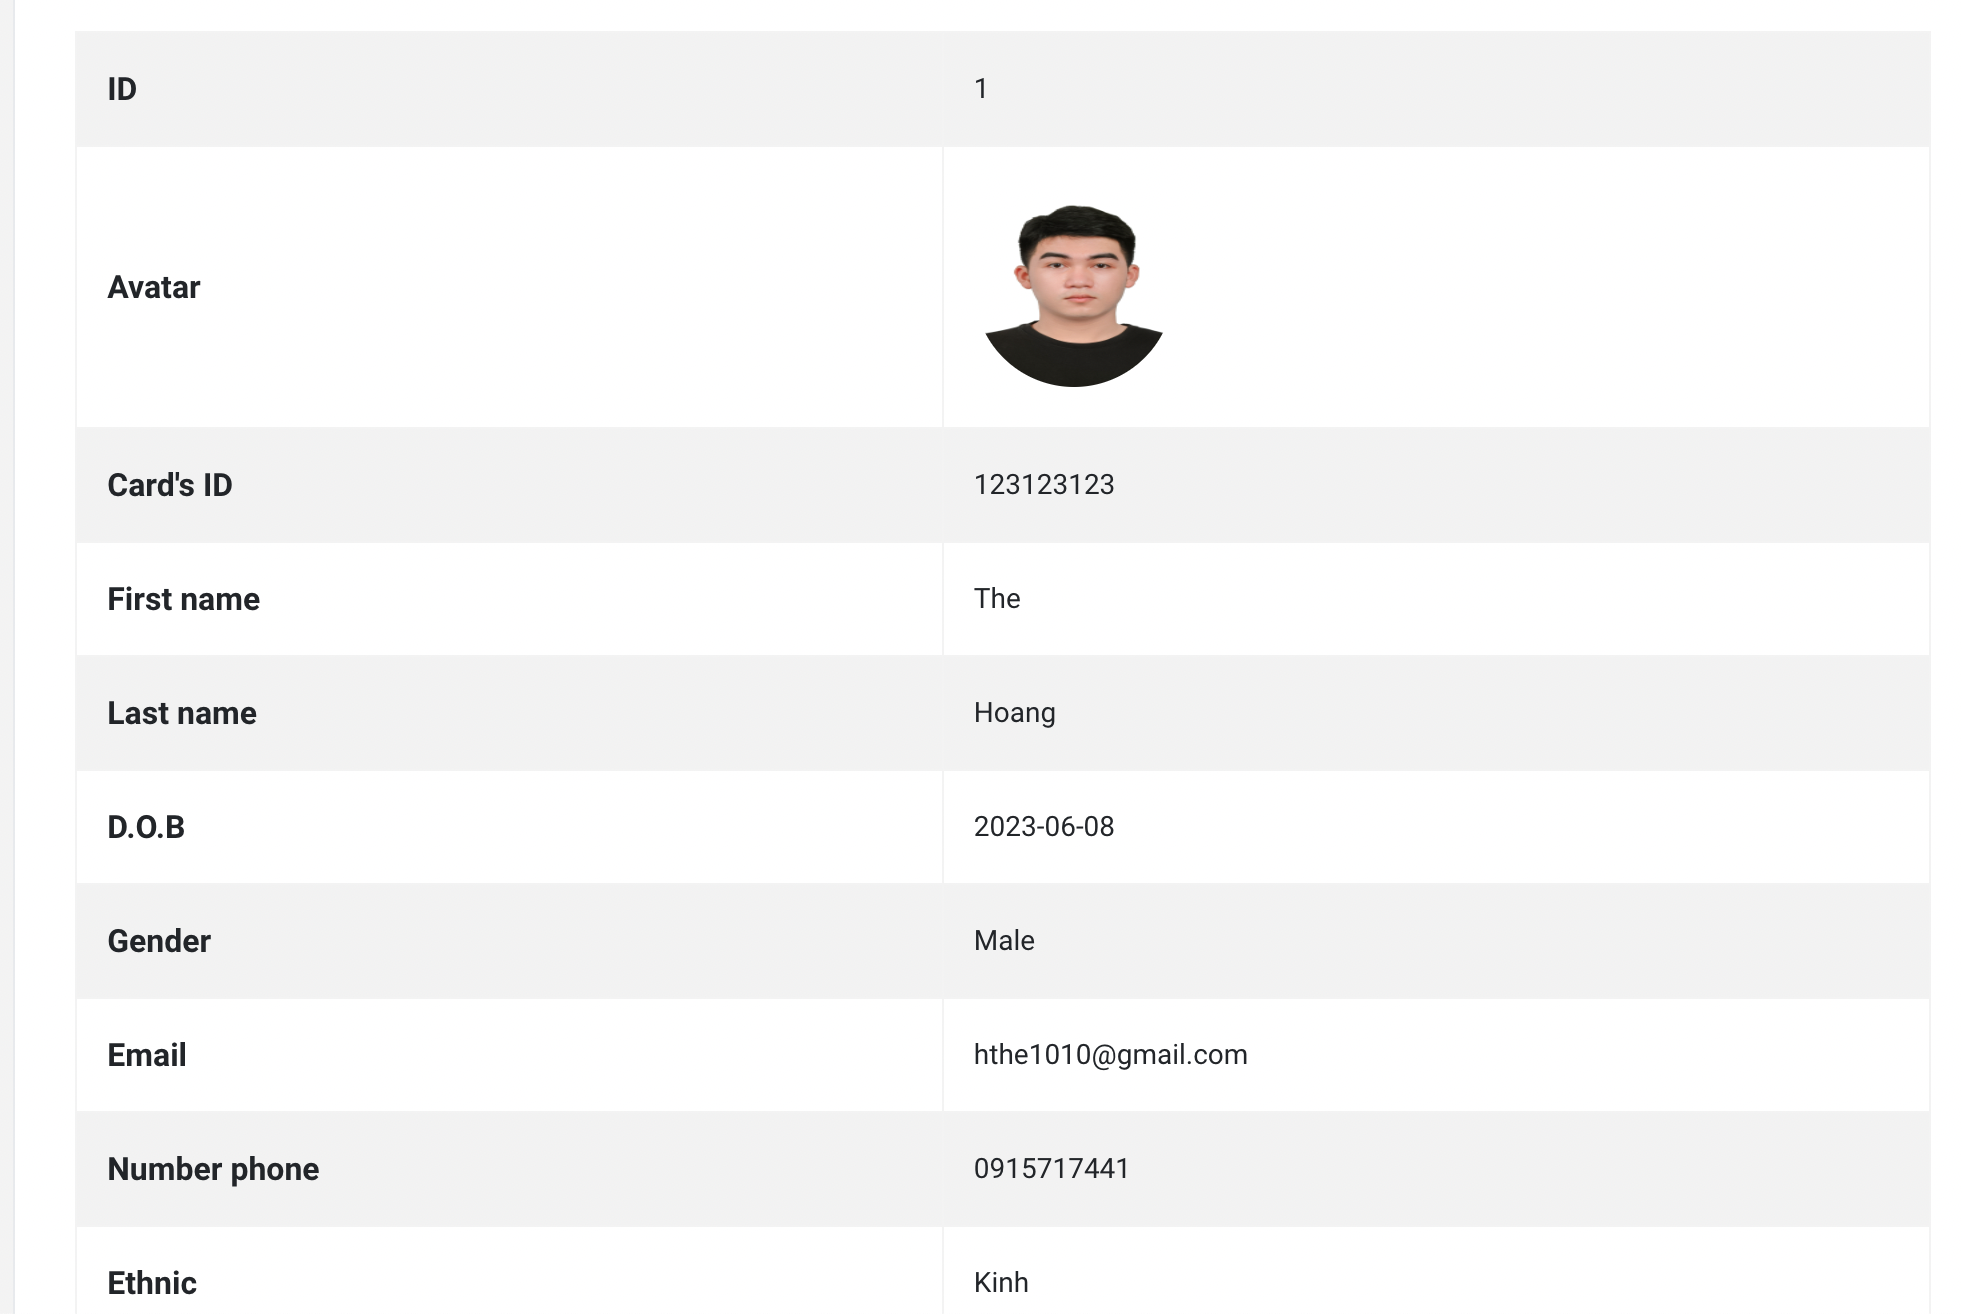 ID 1
Avatar
Card's ID 123123123
First name The
Last name Hoang
D.O.B 2023-06-08
Gender Male
Email hthe1010@gmail.com
Number phone 0915717441
Ethnic Kinh